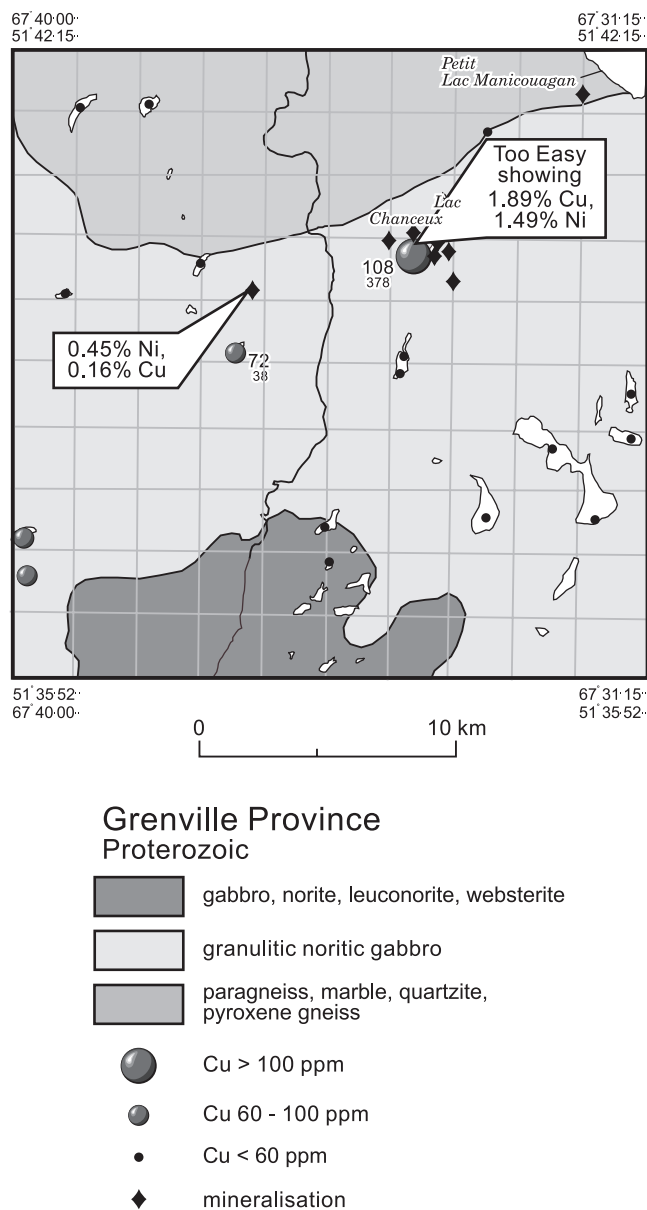 67°40'00"
51°42'15"
67°31'15"
51°42'15"
Petit
Lac Manicouagan
Too Easy
showing
1.89% Cu,
1.49% Ni
Lac
Chanceux
108
378
0.45% Ni,
0.16% Cu
72
38
51°35'52"
67°40'00"
67°31'15"
51°35'52"
0
10 km
Grenville Province
Proterozoic
gabbro, norite, leuconorite, websterite
granulitic noritic gabbro
paragneiss, marble, quartzite,
pyroxene gneiss
Cu > 100 ppm
Cu 60 - 100 ppm
Cu < 60 ppm
mineralisation